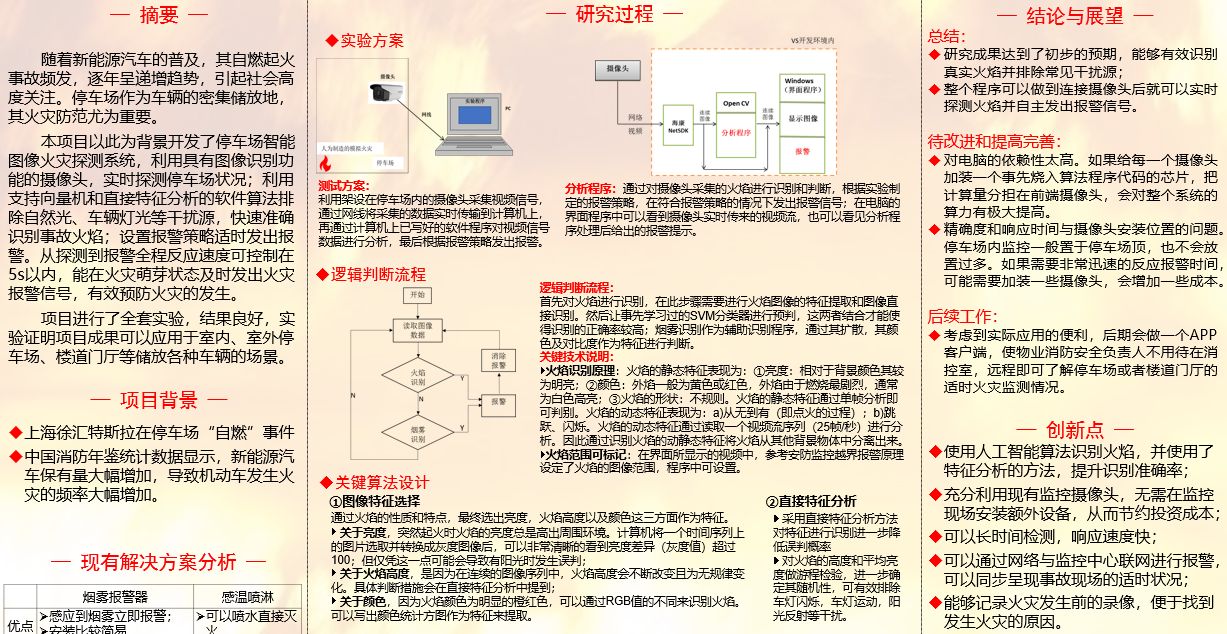 — 摘要 —
随着新能源汽车的普及，其自燃起火
事故频发，逐年呈递增趋势，引起社会高
度关注。停车场作为车辆的密集储放地，
其火灾防范尤为重要。
本项目以此为背景开发了停车场智能
图像火灾探测系统，利用具有图像识别功
能的摄像头，实时探测停车场状况；利用
支持向量机和直接特征分析的软件算法排
除自然光、车辆灯光等干扰源，快速准确
识别事故火焰；设置报警策略适时发出报
警。从探测到报警全程反应速度可控制在
5s以内，能在火灾萌芽状态及时发出火灾
报警信号，有效预防火灾的发生。
项目进行了全套实验，结果良好，实
验证明项目成果可以应用于室内、室外停
车场、楼道门厅等储放各种车辆的场景。
— 项目背景 —
◆上海徐汇特斯拉在停车场“自燃”事件
◆中国消防年鉴统计数据显示，新能源汽
车保有量大幅增加，导致机动车发生火
灾的频率大幅增加。
— 现有解决方案分析 —
烟雾报警器 感温喷淋
优点
➢感应到烟雾立即报警；
➢安装比较简易
➢可以喷水直接灭
火
— 研究过程 —
◆实验方案
摄像头
网线
实验程序
PC
人为制造的模拟火灾
停车场
VS开发环境内
摄像头
网络
视频
海康
NetSDK
连续
图像
Open CV
分析程序
连续
图像
Windows
（界面程序）
显示图像
报警
测试方案：
利用架设在停车场内的摄像头采集视频信号，
通过网线将采集的数据实时传输到计算机上，
再通过计算机上已写好的软件程序对视频信号
数据进行分析，最后根据报警策略发出报警。
分析程序：通过对摄像头采集的火焰进行识别和判断，根据实验制
定的报警策略，在符合报警策略的情况下发出报警信号；在电脑的
界面程序中可以看到摄像头实时传来的视频流，也可以看见分析程
序处理后给出的报警提示。
◆逻辑判断流程
开始
读取图像
数据
火焰
识别
烟雾
识别
消除
报警
报警
Y
Y
N
N
逻辑判断流程：
首先对火焰进行识别，在此步骤需要进行火焰图像的特征提取和图像直
接识别。然后让事先学习过的SVM分类器进行预判，这两者结合才能使
得识别的正确率较高；烟雾识别作为辅助识别程序，通过其扩散，其颜
色及对比度作为特征进行判断。
关键技术说明：
‣火焰识别原理：火焰的静态特征表现为：①亮度：相对于背景颜色其较
为明亮；②颜色：外焰一般为黄色或红色，外焰由于燃烧最剧烈，通常
为白色高亮；③火焰的形状：不规则。火焰的静态特征通过单帧分析即
可判别。火焰的动态特征表现为：a)从无到有（即点火的过程）；b)跳
跃、闪烁。火焰的动态特征通过读取一个视频流序列（25帧/秒）进行分
析。因此通过识别火焰的动静态特征将火焰从其他背景物体中分离出来。
‣火焰范围可标记：在界面所显示的视频中，参考安防监控越界报警原理
设定了火焰的图像范围，程序中可设置。
◆关键算法设计
①图像特征选择
通过火焰的性质和特点，最终选出亮度，火焰高度以及颜色这三方面作为特征。
‣关于亮度，突然起火时火焰的亮度总是高出周围环境。计算机将一个时间序列上
的图片选取并转换成灰度图像后，可以非常清晰的看到亮度差异（灰度值）超过
100；但仅凭这一点可能会导致有阳光时发生误判；
‣关于火焰高度，是因为在连续的图像序列中，火焰高度会不断改变且为无规律变
化。具体判断措施会在直接特征分析中提到；
‣关于颜色，因为火焰颜色为明显的橙红色，可以通过RGB值的不同来识别火焰。
可以写出颜色统计方图作为特征来提取。
②直接特征分析
‣采用直接特征分析方法
对特征进行识别进一步降
低误判概率
‣对火焰的高度和平均亮
度做游程检验，进一步确
定其随机性，可有效排除
车灯闪烁，车灯运动，阳
光反射等干扰。
— 结论与展望 —
总结：
◆研究成果达到了初步的预期，能够有效识别
真实火焰并排除常见干扰源；
◆整个程序可以做到连接摄像头后就可以实时
探测火焰并自主发出报警信号。
待改进和提高完善：
◆对电脑的依赖性太高。如果给每一个摄像头
加装一个事先烧入算法程序代码的芯片，把
计算量分担在前端摄像头，会对整个系统的
算力有极大提高。
◆精确度和响应时间与摄像头安装位置的问题。
停车场内监控一般置于停车场顶，也不会放
置过多。如果需要非常迅速的反应报警时间，
可能需要加装一些摄像头，会增加一些成本。
后续工作：
◆考虑到实际应用的便利，后期会做一个APP
客户端，使物业消防安全负责人不用待在消
控室，远程即可了解停车场或者楼道门厅的
适时火灾监测情况。
— 创新点 —
◆使用人工智能算法识别火焰，并使用了
特征分析的方法，提升识别准确率；
◆充分利用现有监控摄像头，无需在监控
现场安装额外设备，从而节约投资成本；
◆可以长时间检测，响应速度快；
◆可以通过网络与监控中心联网进行报警，
可以同步呈现事故现场的适时状况；
◆能够记录火灾发生前的录像，便于找到
发生火灾的原因。